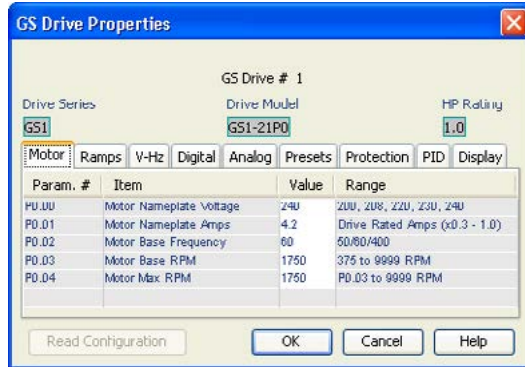 GS Drive Properties
GS Drive # 1
Drive Series Drive Model HP Rating
GS1 GS1-21P0 1.0
Motor Ramps V-Hz Digital Analog Presets Protection PID Display
Param. # Item Value Range
P0.00 Motor Nameplate Voltage 240 200, 208, 220, 230, 240
P0.01 Motor Nameplate Amps 4.2 Drive Rated Amps (x0.3 - 1.0)
P0.02 Motor Base Frequency 60 50/60/400
P0.03 Motor Base RPM 1750 375 to 9999 RPM
P0.04 Motor Max RPM 1750 P0.03 to 9999 RPM
Read Configuration OK Cancel Help